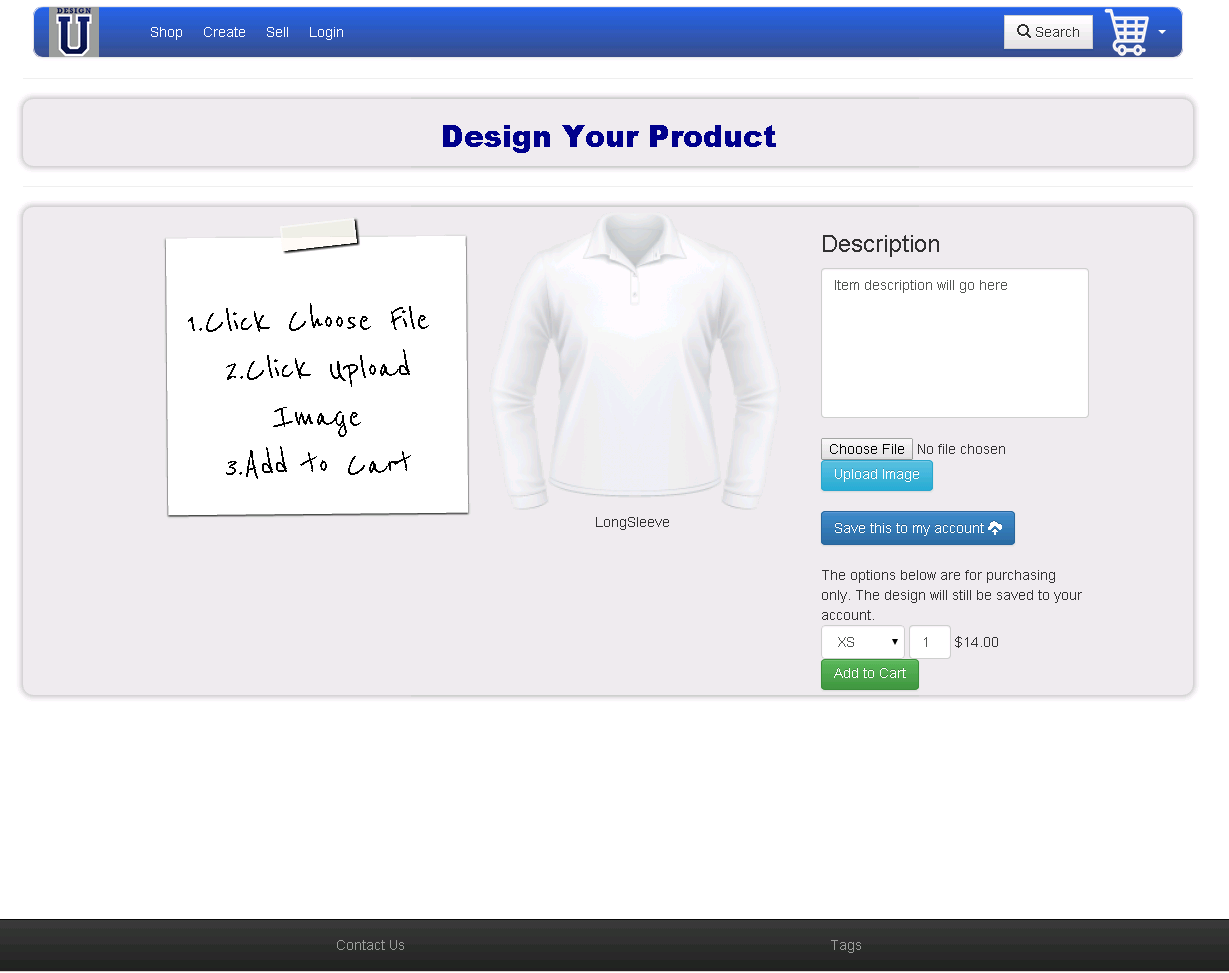 DESIGN
U
Shop Create Sell Login Search
Design Your Product
1.Click Choose File
2.Click Upload
Image
3.Add to Cart
LongSleeve
Description
Item description will go here
Choose File No file chosen
Upload Image
Save this to my account
The options below are for purchasing
only. The design will still be saved to your
account.
XS 1 $14.00
Add to Cart
Contact Us Tags